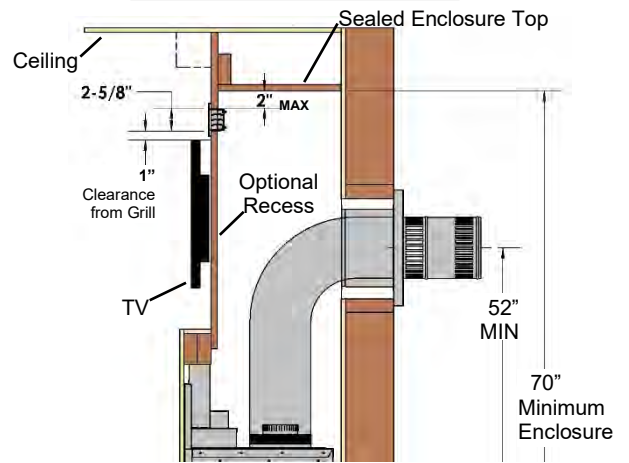 Sealed Enclosure Top
Ceiling
2-5/8"
2" MAX
1"
Clearance
from Grill
Optional
Recess
TV
52”
MIN
70”
Minimum
Enclosure